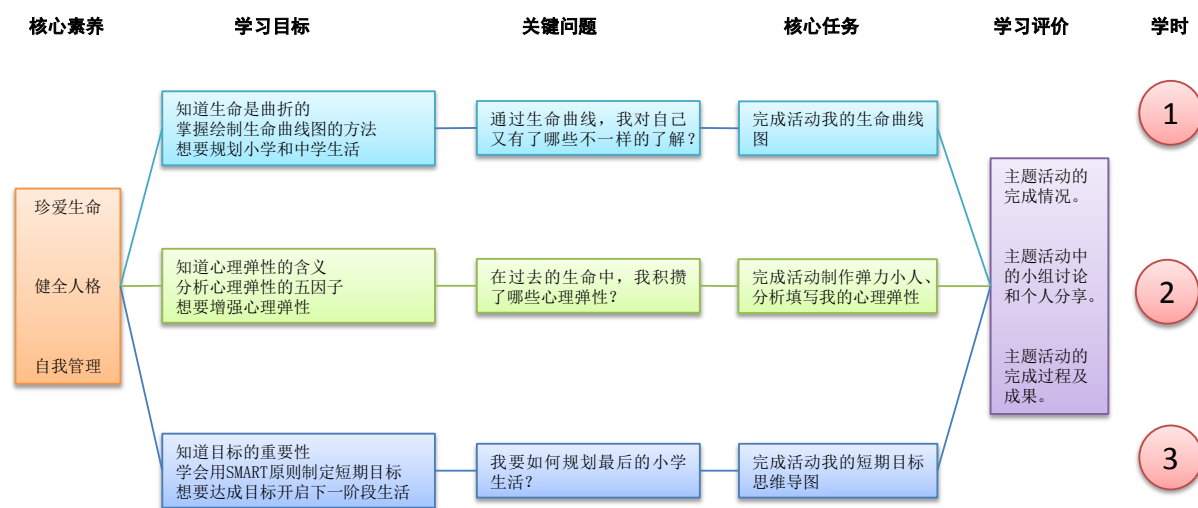 核心素养
学习目标
关键问题
核心任务
学习评价
学时
珍爱生命
健全人格
自我管理
知道生命是曲折的
掌握绘制生命曲线图的方法
想要规划小学和中学生活
通过生命曲线，我对自己
又有了哪些不一样的了解？
完成活动我的生命曲线
图
知道心理弹性的含义
分析心理弹性的五因子
想要增强心理弹性
在过去的生命中，我积攒
了哪些心理弹性？
完成活动制作弹力小人、
分析填写我的心理弹性
知道目标的重要性
学会用SMART原则制定短期目标
想要达成目标开启下一阶段生活
我要如何规划最后的小学
生活？
完成活动我的短期目标
思维导图
主题活动的
完成情况。
主题活动中
的小组讨论
和个人分享。
主题活动的
完成过程及
成果。
1
2
3